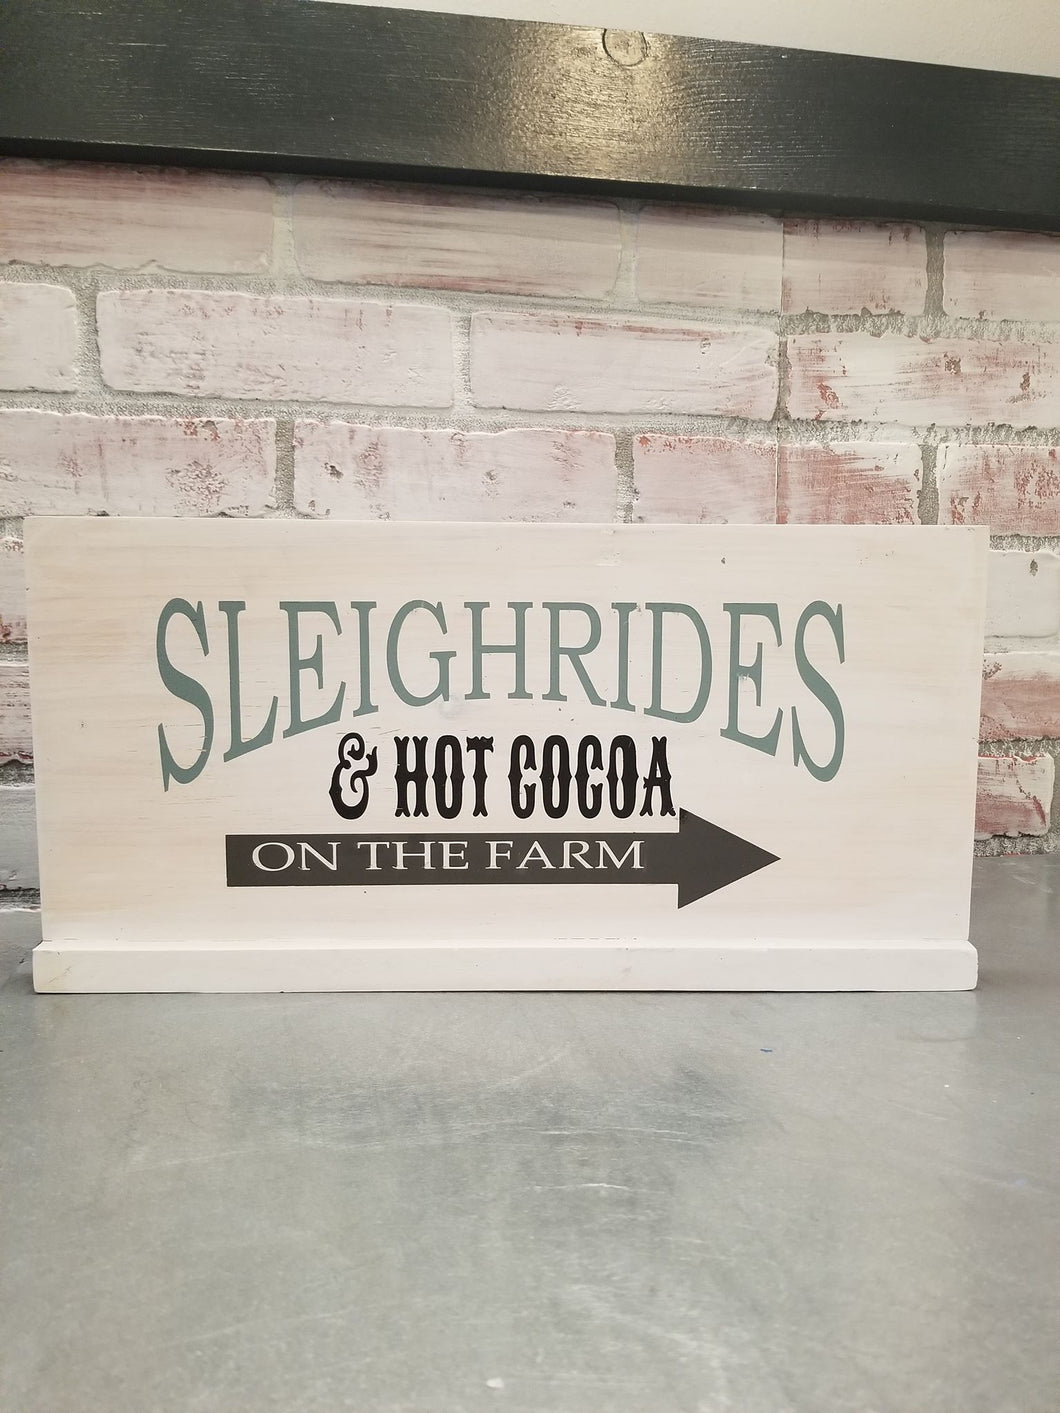 SLEIGHRIDES
& HOT COCOA
ON THE FARM